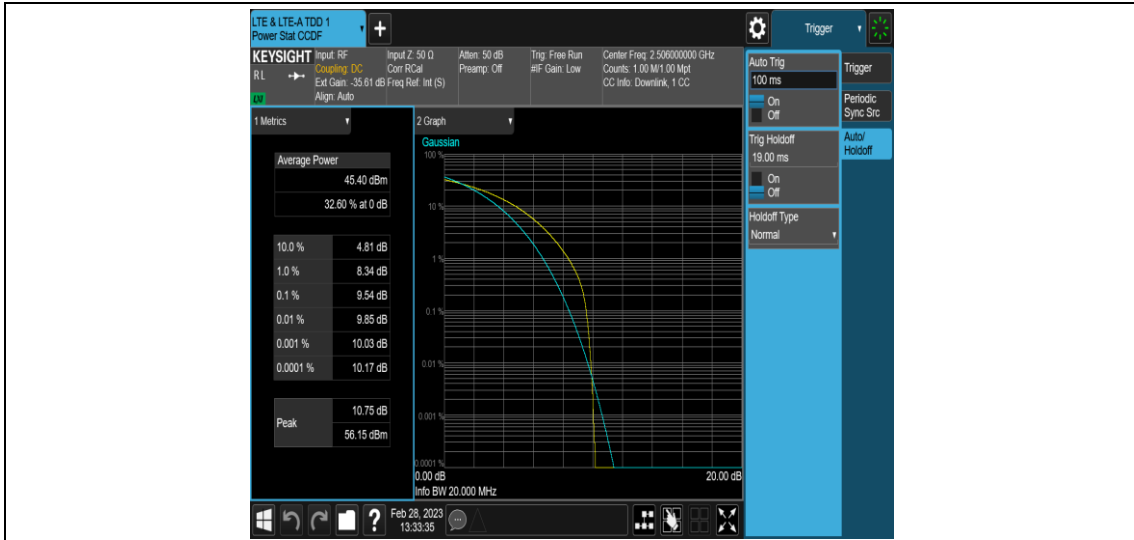 LTE & LTE-A TDD 1
Power Stat CCDF
Trigger
KEYSIGHT
R L
Input: RF
Coupling: DC
Ext Gain: -35.61 dB
Align: Auto
Input Z: 50 Ω
Corr RCal
Freq Ref: Int (S)
Atten: 50 dB
Preamp: Off
Trig: Free Run
#IF Gain: Low
Center Freq: 2.506000000 GHz
Counts: 1.00 M/1.00 Mpt
CC Info: Downlink, 1 CC
1 Metrics
Average Power
45.40 dBm
32.60 % at 0 dB
10.0 % 4.81 dB
1.0 % 8.34 dB
0.1 % 9.54 dB
0.01 % 9.85 dB
0.001 % 10.03 dB
0.0001 % 10.17 dB
Peak
10.75 dB
56.15 dBm
2 Graph
Gaussian
100 %
10 %
1 %
0.1 %
0.01 %
0.001 %
0.0001 %
0.00 dB 20.00 dB
Info BW 20.000 MHz
Auto Trig
100 ms
On
Off
Trig Holdoff
19.00 ms
On
Off
Holdoff Type
Normal
Trigger
Periodic
Sync Src
Auto/
Holdoff
?
Feb 28, 2023
13:33:35